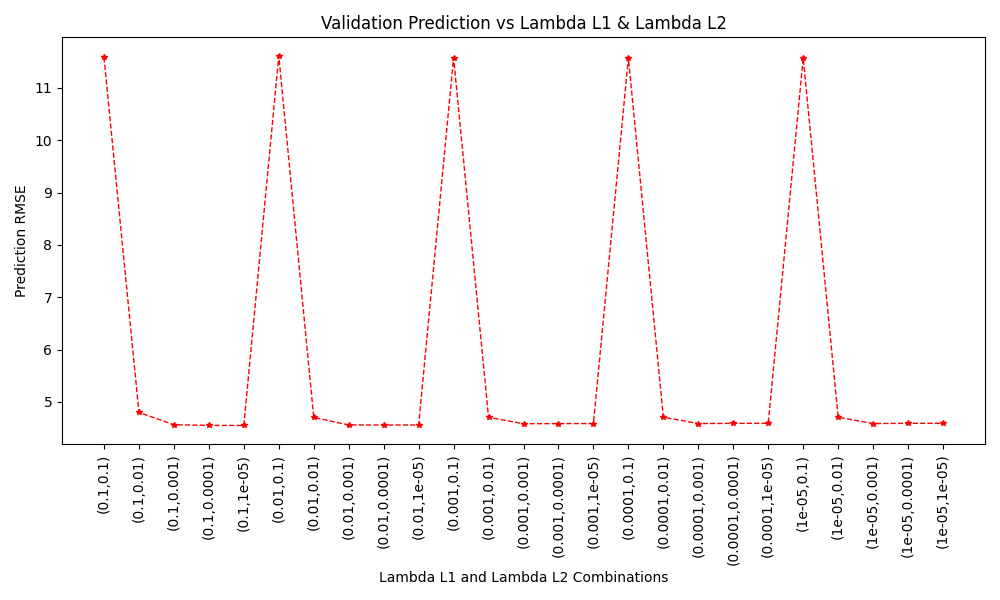 Validation Prediction vs Lambda L1 & Lambda L2
Prediction RMSE
11
10
9
8
7
6
5
(0.1,0.1)
(0.1,0.01)
(0.1,0.001)
(0.1,0.0001)
(0.1,1e-05)
(0.01,0.1)
(0.01,0.01)
(0.01,0.001)
(0.01,0.0001)
(0.01,1e-05)
(0.001,0.1)
(0.001,0.01)
(0.001,0.001)
(0.001,0.0001)
(0.001,1e-05)
(0.0001,0.1)
(0.0001,0.01)
(0.0001,0.001)
(0.0001,0.0001)
(0.0001,1e-05)
(1e-05,0.1)
(1e-05,0.01)
(1e-05,0.001)
(1e-05,0.0001)
(1e-05,1e-05)
Lambda L1 and Lambda L2 Combinations